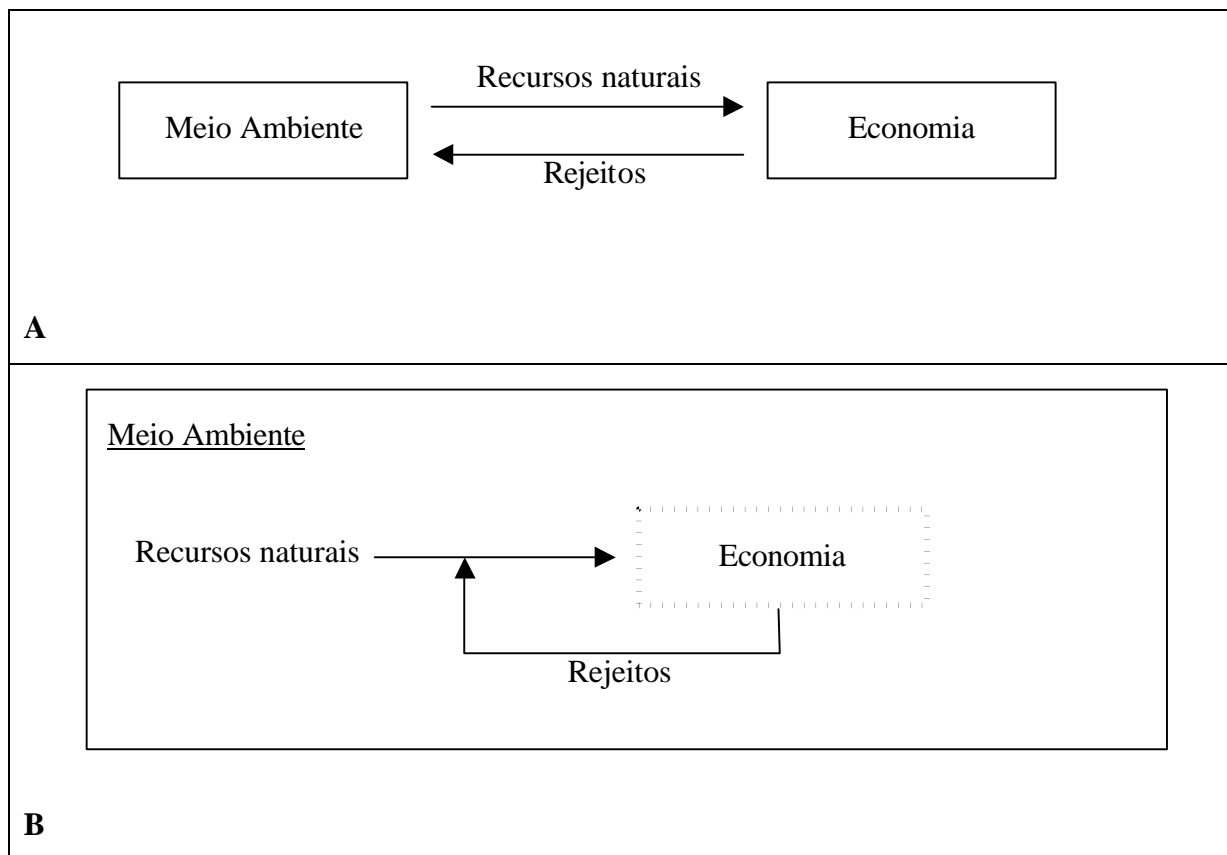 Recursos naturais
Meio Ambiente
Economia
Rejeitos
A
Meio Ambiente
Recursos naturais
Economia
Rejeitos
B